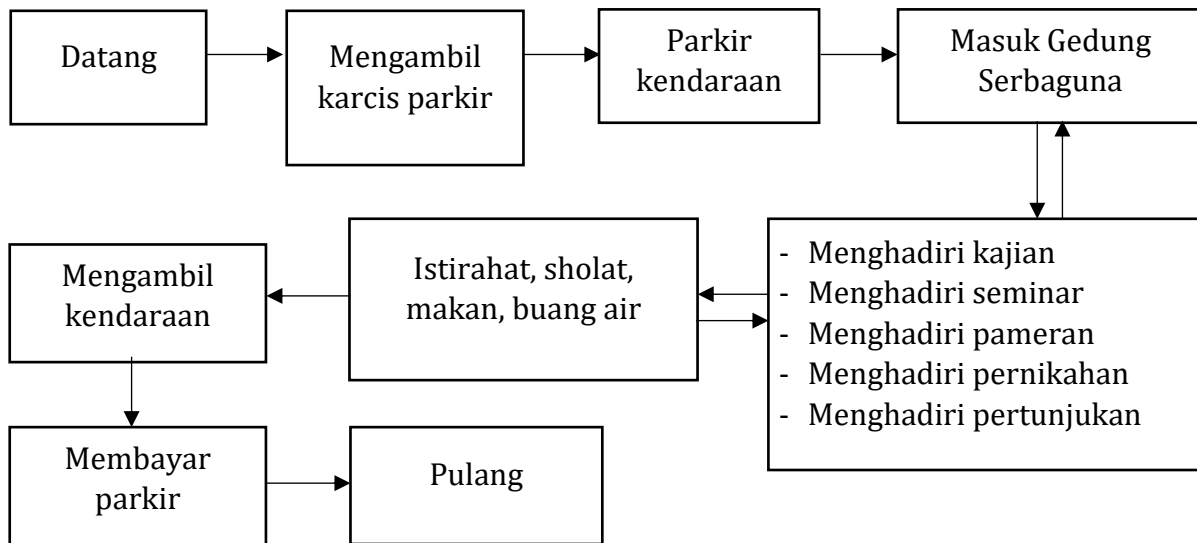 Datang
Mengambil
karcis parkir
Parkir
kendaraan
Masuk Gedung
Serbaguna
- Menghadiri kajian
- Menghadiri seminar
- Menghadiri pameran
- Menghadiri pernikahan
- Menghadiri pertunjukan
Istirahat, sholat,
makan, buang air
Mengambil
kendaraan
Membayar
parkir
Pulang